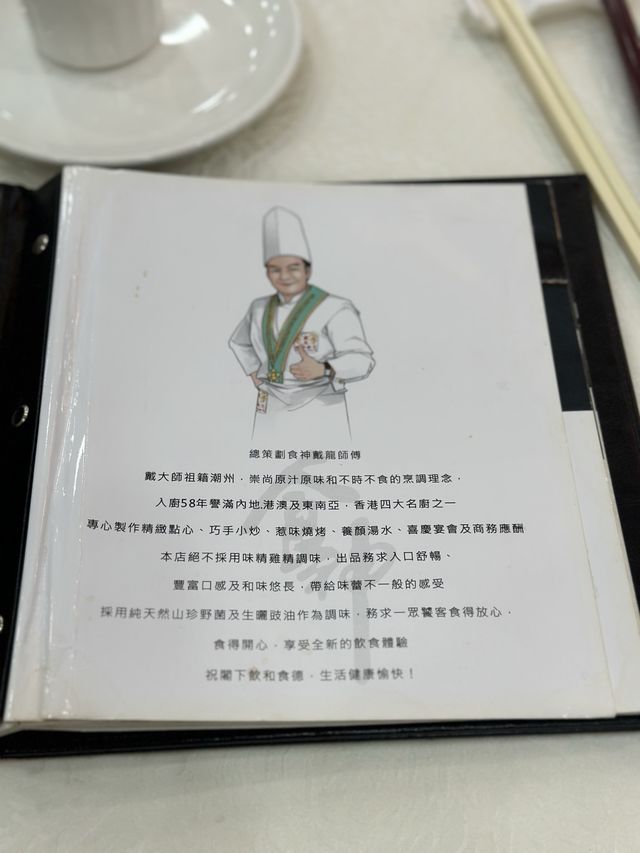 總策劃食神戴龍師傅
戴大師祖籍潮州，崇尚原汁原味和不時不食的烹調理念，
入廚58年譽滿內地.港澳及東南亞，香港四大名廚之一
專心製作精緻點心、巧手小炒、惹味燒烤、養顏湯水、喜慶宴會及商務應酬
本店絕不採用味精雞精調味，出品務求入口舒暢、
豐富口感及和味悠長，帶給味蕾不一般的感受
採用純天然山珍野菌及生曬豉油作為調味，務求一眾饕客食得放心，
食得開心，享受全新的飲食體驗
祝閣下飲和食德，生活健康愉快！